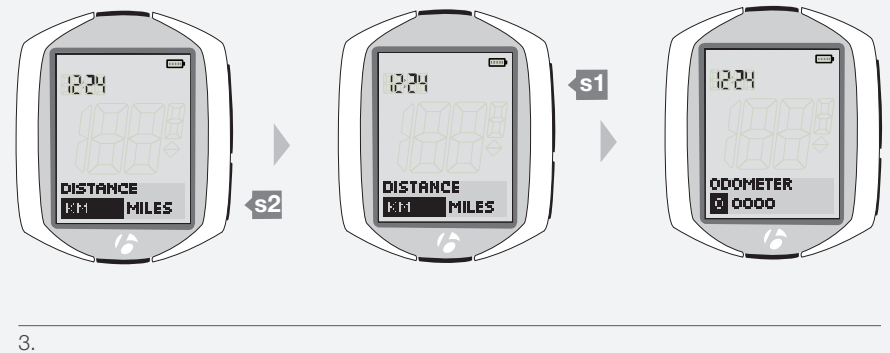 12:24
DISTANCE
KM MILES
s2
12:24
DISTANCE
KM MILES
s1
12:24
ODOMETER
0 0000
3.